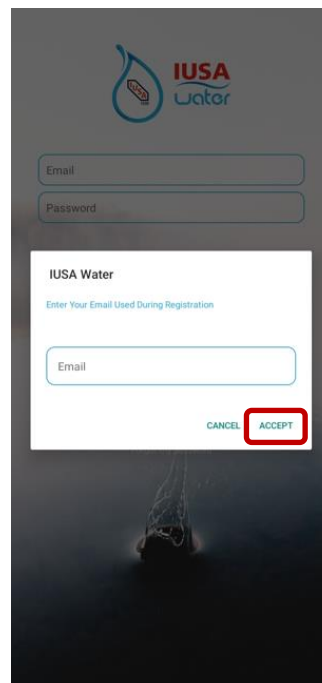 IUSA
water
Email
Password
IUSA Water
Enter Your Email Used During Registration
Email
CANCEL
ACCEPT